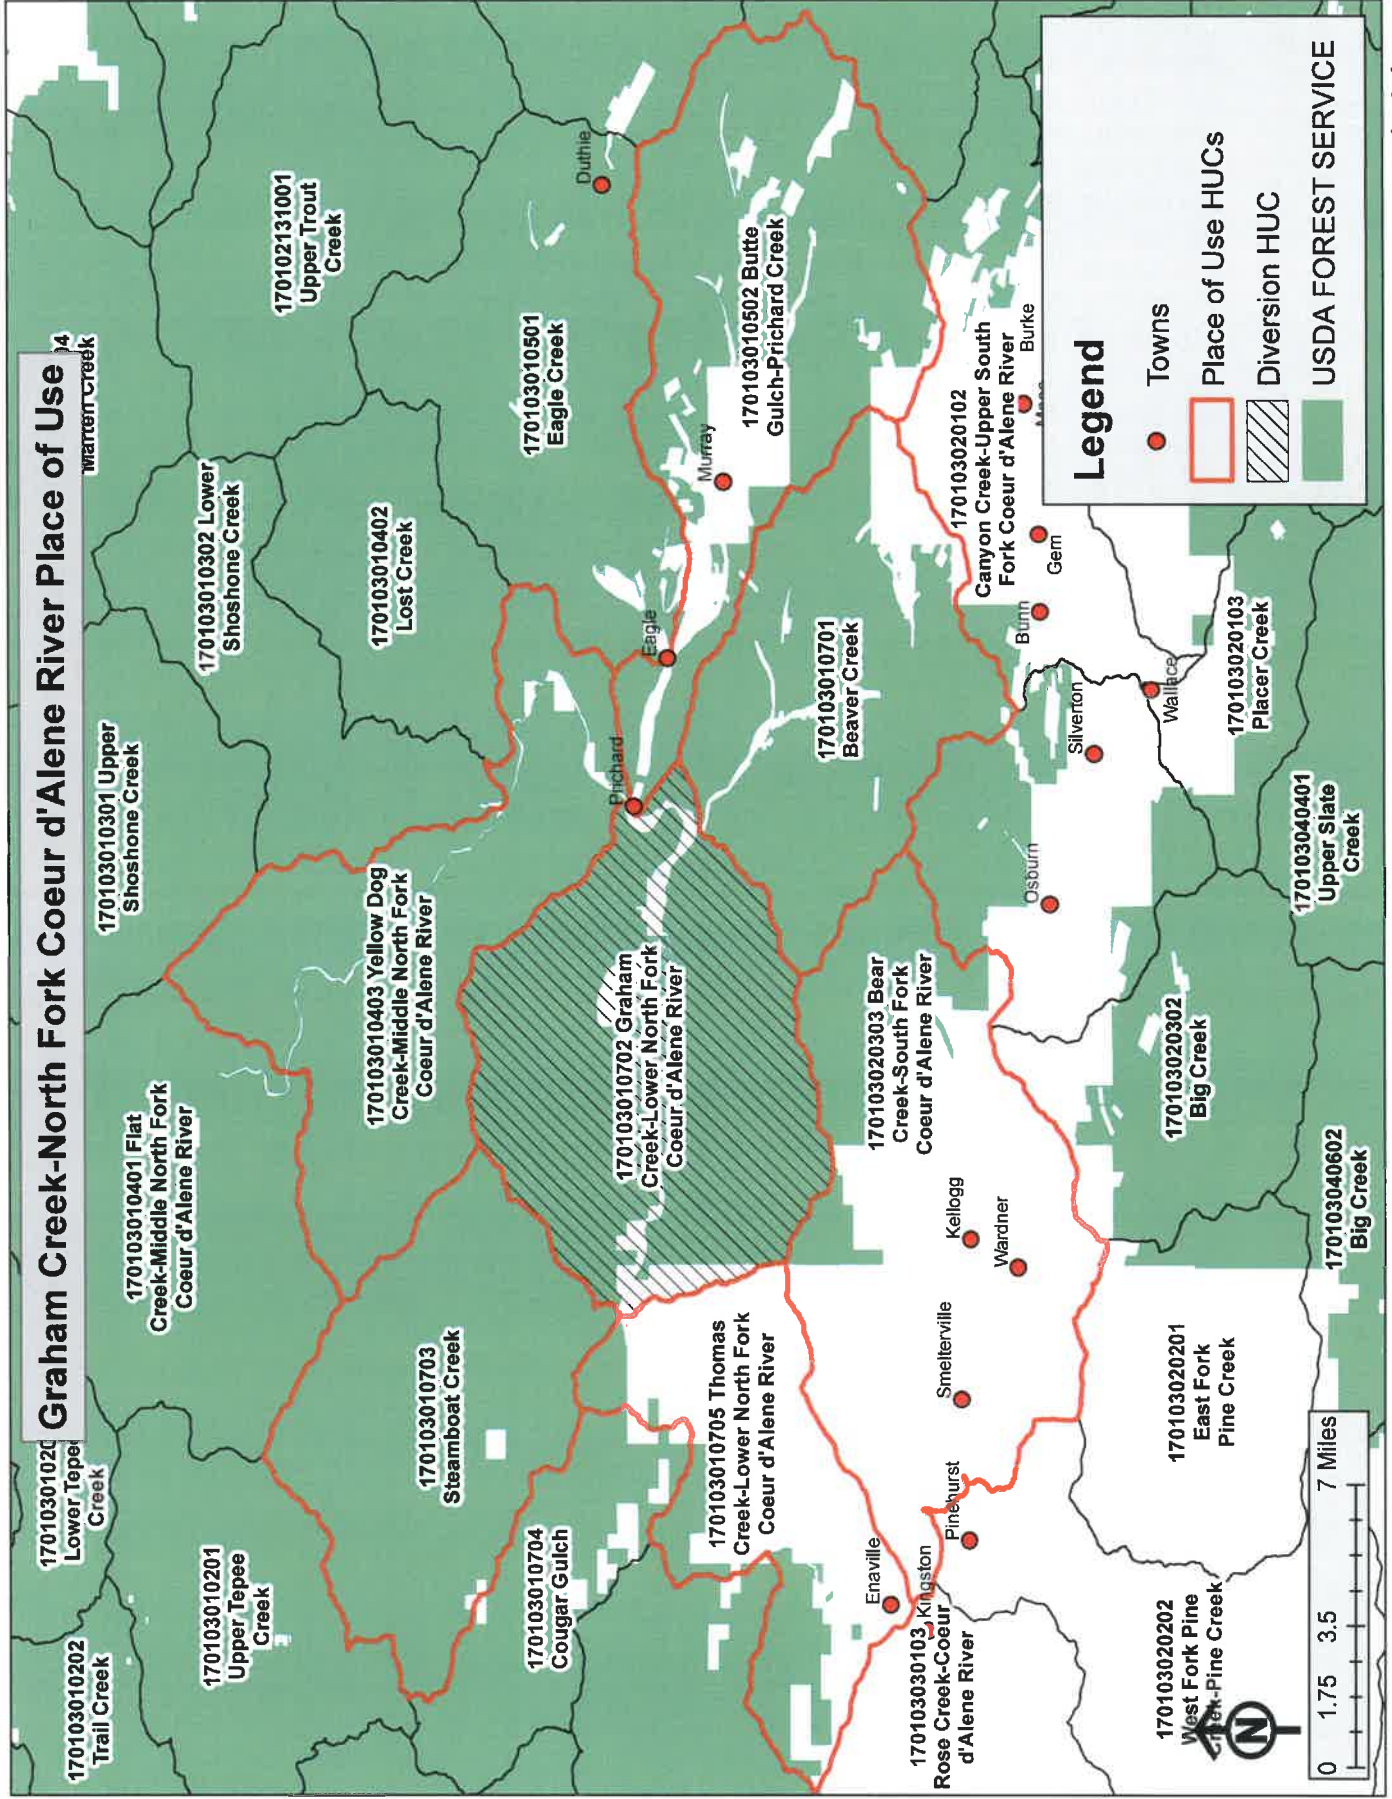 Graham Creek-North Fork Coeur d'Alene River Place of Use
170103010202
Trail Creek
Lower Tepee
Creek
170103010201
Upper Tepee
Creek
170103010401 Flat
Creek-Middle North Fork
Coeur d'Alene River
170103010301 Upper
Shoshone Creek
170103010302 Lower
Shoshone Creek
Marten Creek
170102131001
Upper Trout
Creek
170103010402
Lost Creek
170103010403 Yellow Dog
Creek-Middle North Fork
Coeur d'Alene River
170103010703
Steamboat Creek
170103010704
Cougar Gulch
170103010501
Eagle Creek
Duthie
Prichard
Eagle
Murray
170103010502 Butte
Gulch-Prichard Creek
170103010702 Graham
Creek-Lower North Fork
Coeur d'Alene River
170103010705 Thomas
Creek-Lower North Fork
Coeur d'Alene River
170103010701
Beaver Creek
170103020303 Bear
Creek-South Fork
Coeur d'Alene River
170103020102
Canyon Creek-Upper South
Fork Coeur d'Alene River
Burke
Gem
Bunn
Silverton
Wallace
Osburn
Kellogg
Wardner
Smelterville
Pinehurst
Enaville
Kingston
170103030103
Rose Creek-Coeur
d'Alene River
170103020202
West Fork Pine
Creek-Pine Creek
170103020201
East Fork
Pine Creek
170103020302
Big Creek
170103020103
Placer Creek
170103040401
Upper Slate
Creek
170103040602
Big Creek
N
0 1.75 3.5 7 Miles
Legend
Towns
Place of Use HUCs
Diversion HUC
USDA FOREST SERVICE